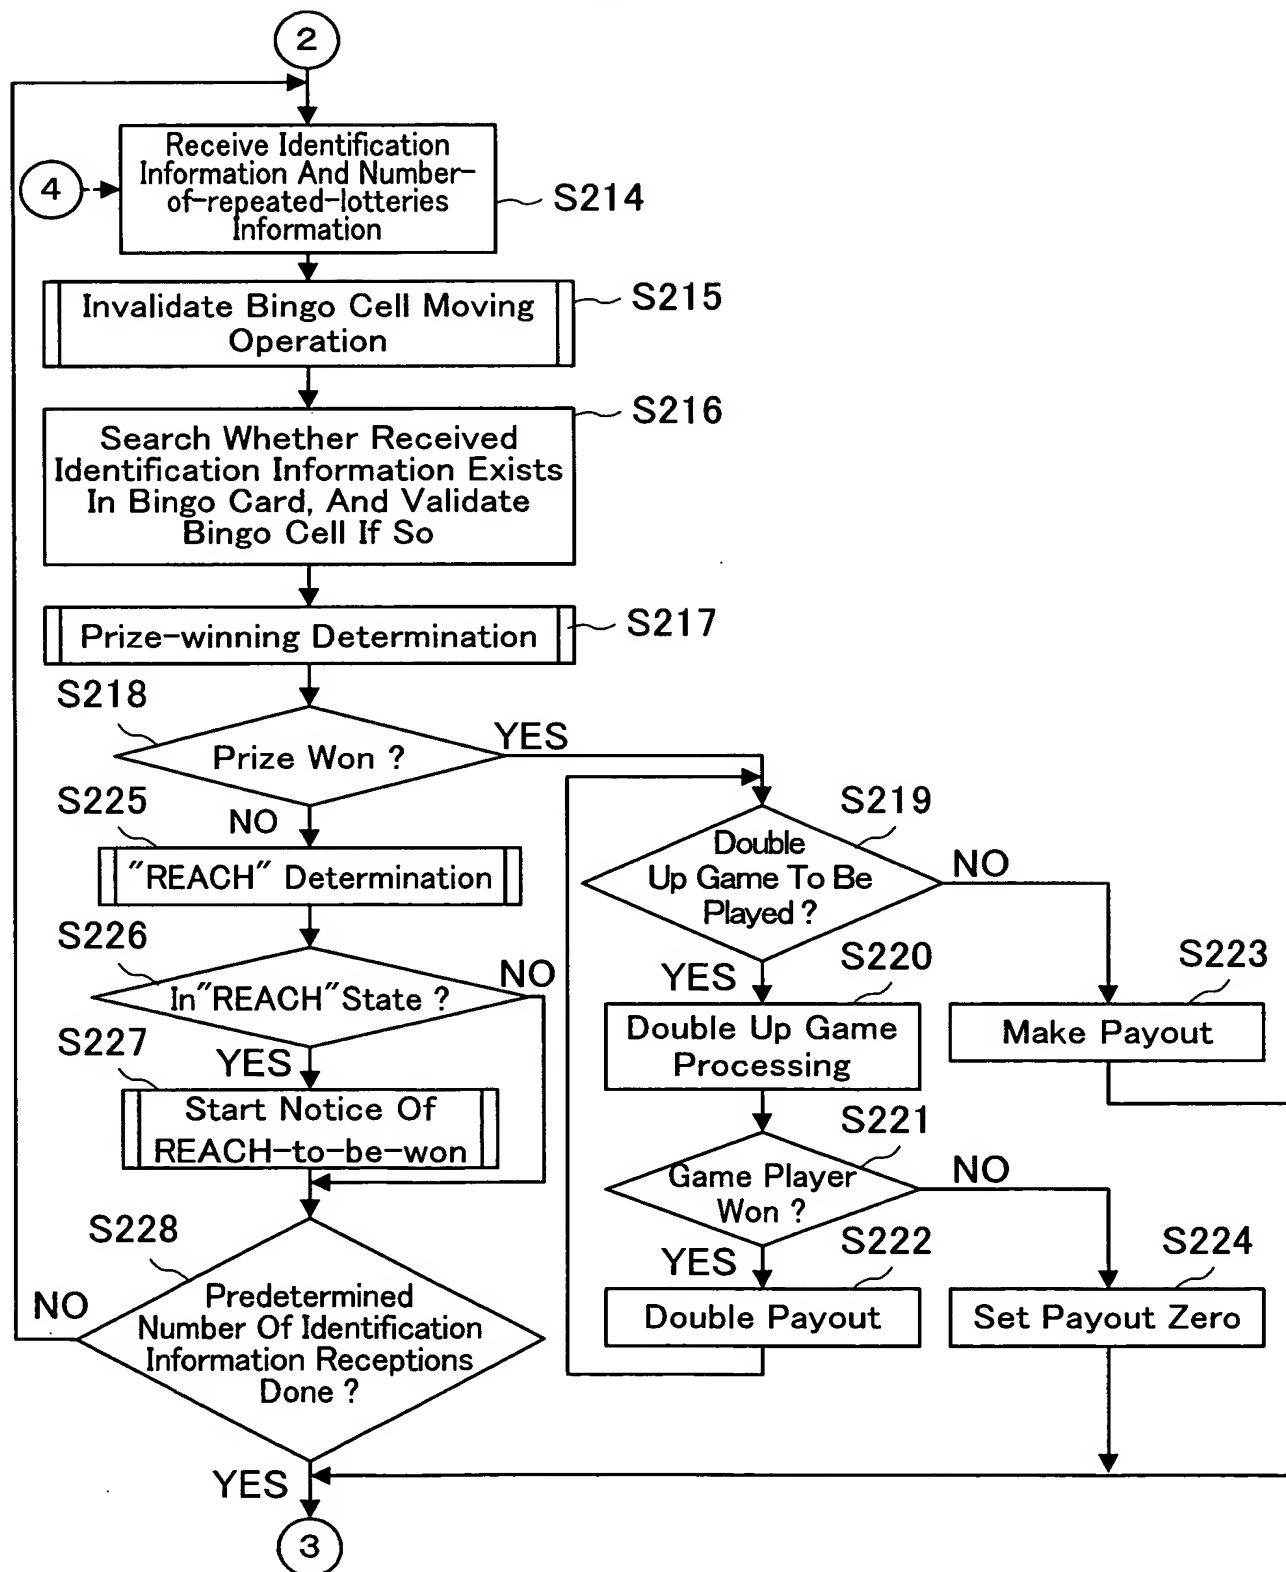 2
4
Receive Identification
Information And Number-
of-repeated-lotteries
Information
S214
Invalidate Bingo Cell Moving
Operation
S215
S216
Search Whether Received
Identification Information Exists
In Bingo Card, And Validate
Bingo Cell If So
Prize-winning Determination
S217
S218
Prize Won ?
YES
NO
S225
"REACH" Determination
S226
In "REACH" State ?
NO
YES
S227
Start Notice Of
REACH-to-be-won
S228
NO
Predetermined
Number Of Identification
Information Receptions
Done ?
YES
3
S219
Double
Up Game To Be
Played ?
NO
YES
S220
Double Up Game
Processing
S223
Make Payout
S221
Game Player
Won ?
NO
YES
S222
Double Payout
S224
Set Payout Zero